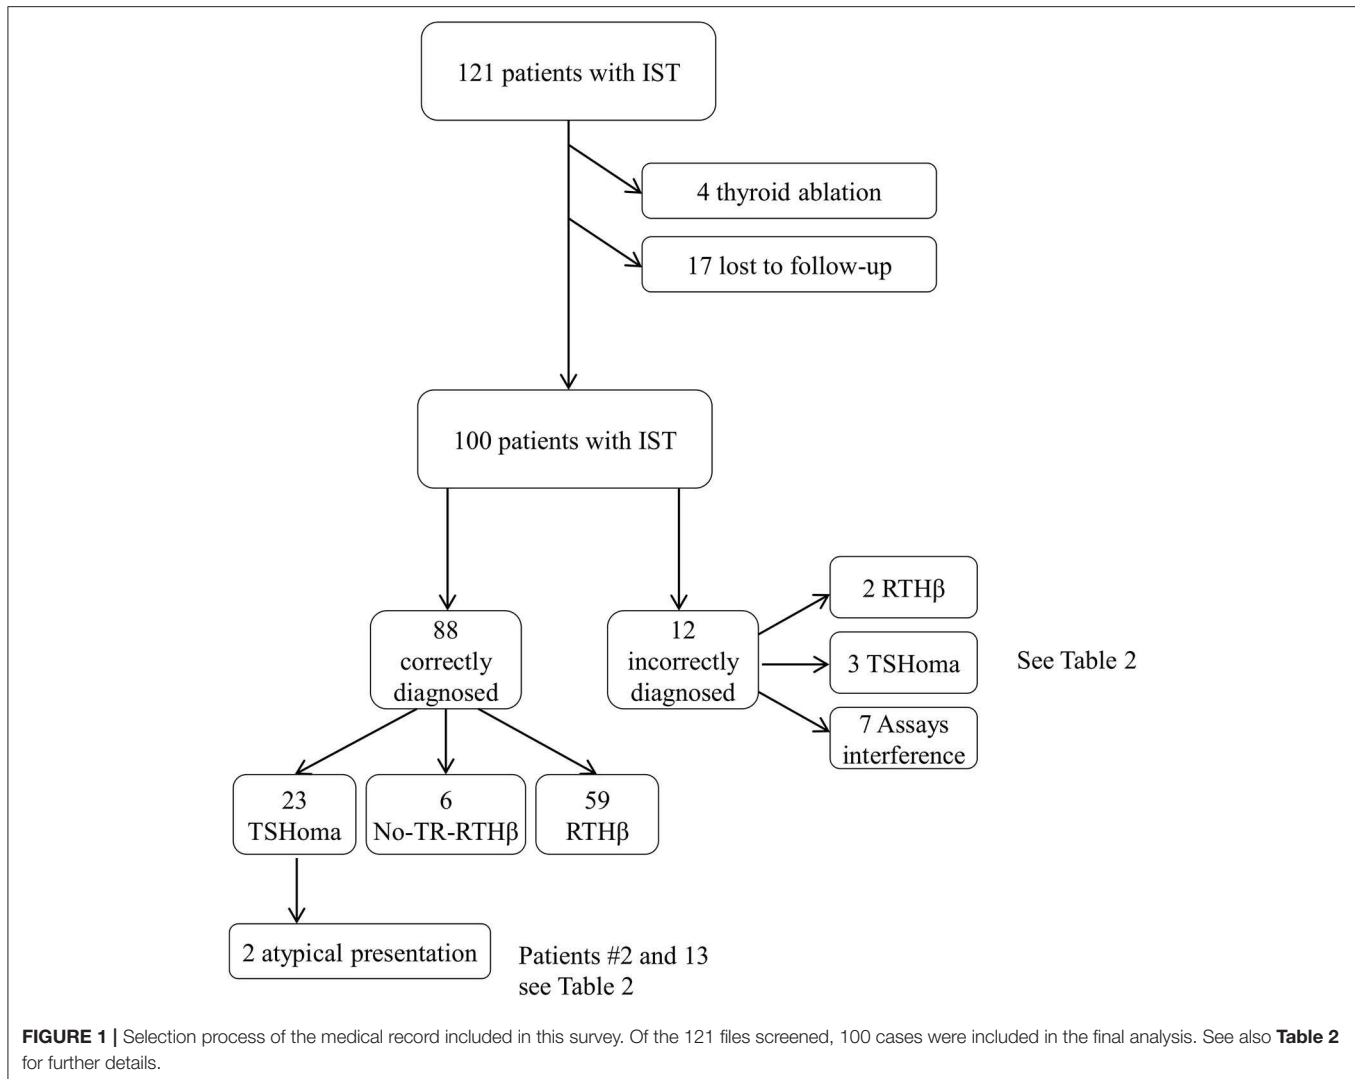 121 patients with IST
4 thyroid ablation
17 lost to follow-up
100 patients with IST
88
correctly
diagnosed
12
incorrectly
diagnosed
2 RTHβ
3 TSHoma
7 Assays
interference
See Table 2
23
TSHoma
6
No-TR-RTHβ
59
RTHβ
2 atypical presentation
Patients #2 and 13
see Table 2
FIGURE 1 | Selection process of the medical record included in this survey. Of the 121 files screened, 100 cases were included in the final analysis. See also Table 2
for further details.